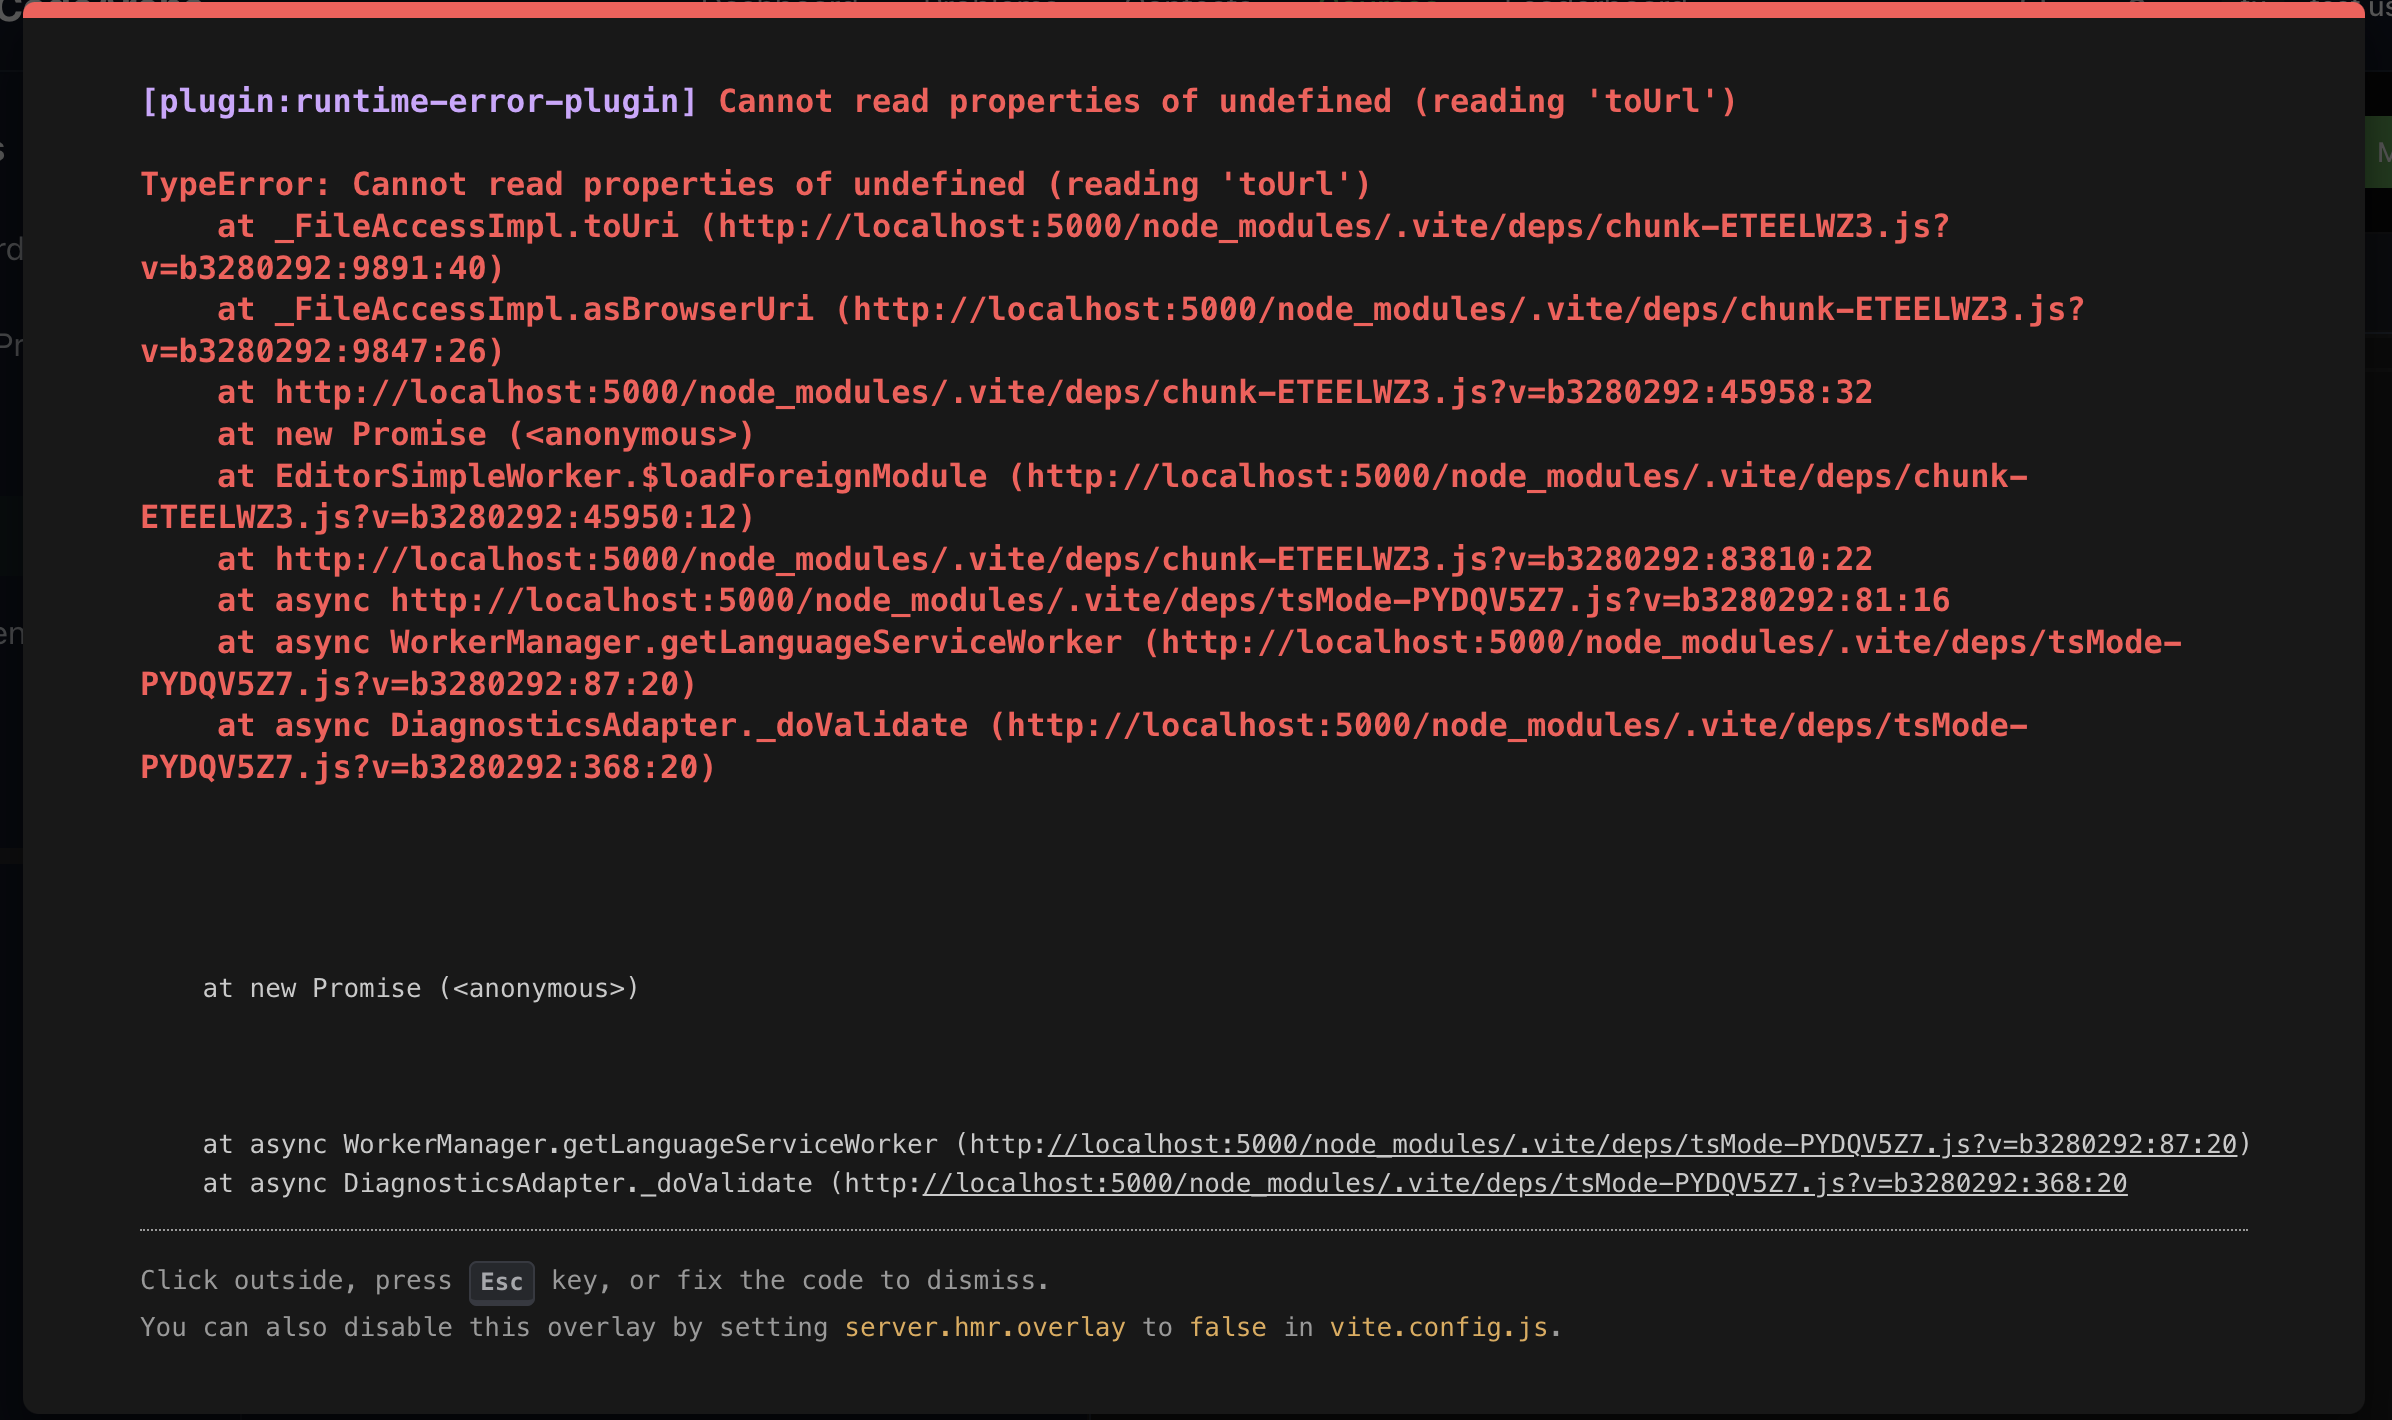 [plugin:runtime-error-plugin] Cannot read properties of undefined (reading 'toUrl')
TypeError: Cannot read properties of undefined (reading 'toUrl')
    at _FileAccessImpl.toUri (http://localhost:5000/node_modules/.vite/deps/chunk-ETEELWZ3.js?
v=b3280292:9891:40)
    at _FileAccessImpl.asBrowserUri (http://localhost:5000/node_modules/.vite/deps/chunk-ETEELWZ3.js?
v=b3280292:9847:26)
    at http://localhost:5000/node_modules/.vite/deps/chunk-ETEELWZ3.js?v=b3280292:45958:32
    at new Promise (<anonymous>)
    at EditorSimpleWorker.$loadForeignModule (http://localhost:5000/node_modules/.vite/deps/chunk-
ETEELWZ3.js?v=b3280292:45950:12)
    at http://localhost:5000/node_modules/.vite/deps/chunk-ETEELWZ3.js?v=b3280292:83810:22
    at async http://localhost:5000/node_modules/.vite/deps/tsMode-PYDQV5Z7.js?v=b3280292:81:16
    at async WorkerManager.getLanguageServiceWorker (http://localhost:5000/node_modules/.vite/deps/tsMode-
PYDQV5Z7.js?v=b3280292:87:20)
    at async DiagnosticsAdapter._doValidate (http://localhost:5000/node_modules/.vite/deps/tsMode-
PYDQV5Z7.js?v=b3280292:368:20)
    at new Promise (<anonymous>)
    at async WorkerManager.getLanguageServiceWorker (http://localhost:5000/node_modules/.vite/deps/tsMode-PYDQV5Z7.js?v=b3280292:87:20)
    at async DiagnosticsAdapter._doValidate (http://localhost:5000/node_modules/.vite/deps/tsMode-PYDQV5Z7.js?v=b3280292:368:20
Click outside, press Esc key, or fix the code to dismiss.
You can also disable this overlay by setting server.hmr.overlay to false in vite.config.js.